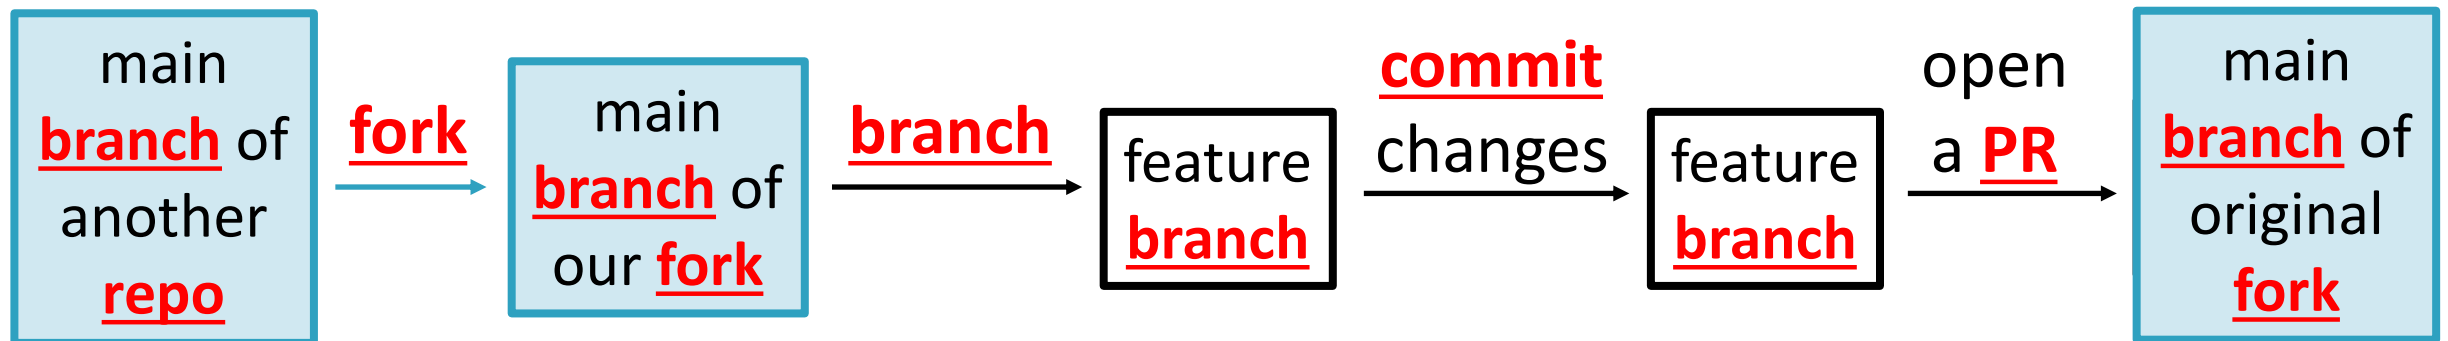 main
branch of
another
repo
fork
main
branch of
our fork
branch
feature
branch
commit
changes
feature
branch
open
a PR
main
branch of
original
fork